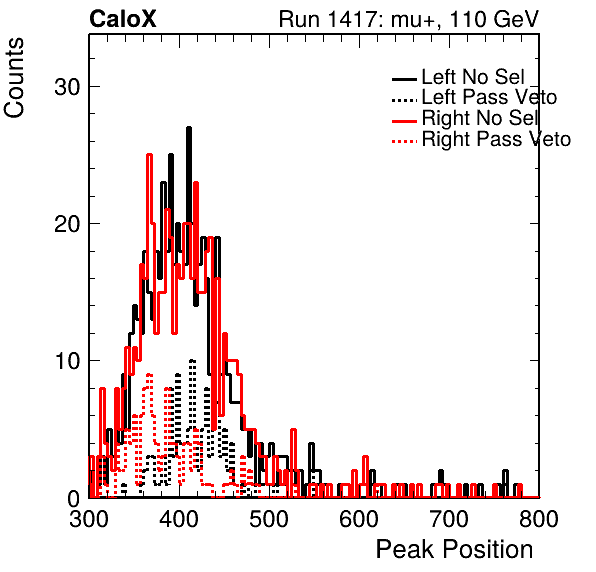 CaloX Run 1417: mu+, 110 GeV
Counts
30
20
10
0
Left No Sel
Left Pass Veto
Right No Sel
Right Pass Veto
300 400 500 600 700 800
Peak Position